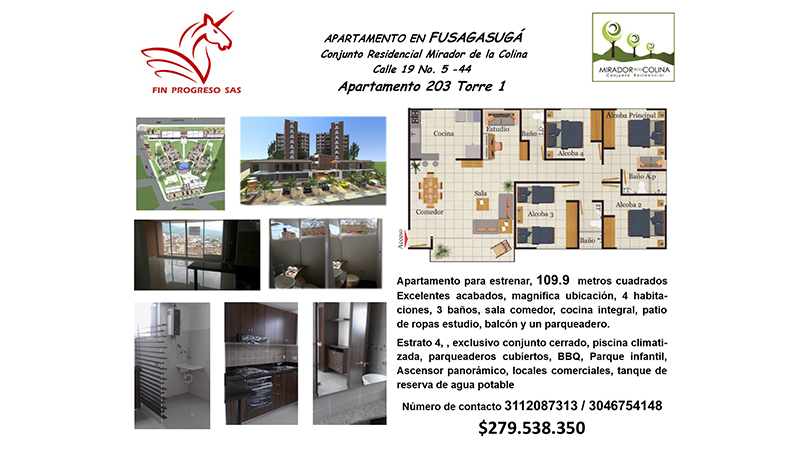 FIN PROGRESO SAS
APARTAMENTO EN FUSAGASUGÁ
Conjunto Residencial Mirador de la Colina
Calle 19 No. 5 -44
Apartamento 203 Torre 1
MIRADOR DE LA COLINA
Conjunto Residencial
Cocina
Estudio
Baño
Alcoba 4
Alcoba Principal
Baño A.p
Sala
Comedor
Alcoba 3
Alcoba 2
Baño
Acceso
Apartamento para estrenar, 109.9 metros cuadrados
Excelentes acabados, magnifica ubicación, 4 habita-
ciones, 3 baños, sala comedor, cocina integral, patio
de ropas estudio, balcón y un parqueadero.
Estrato 4, , exclusivo conjunto cerrado, piscina climati-
zada, parqueaderos cubiertos, BBQ, Parque infantil,
Ascensor panorámico, locales comerciales, tanque de
reserva de agua potable
Número de contacto 3112087313 / 3046754148
$279.538.350